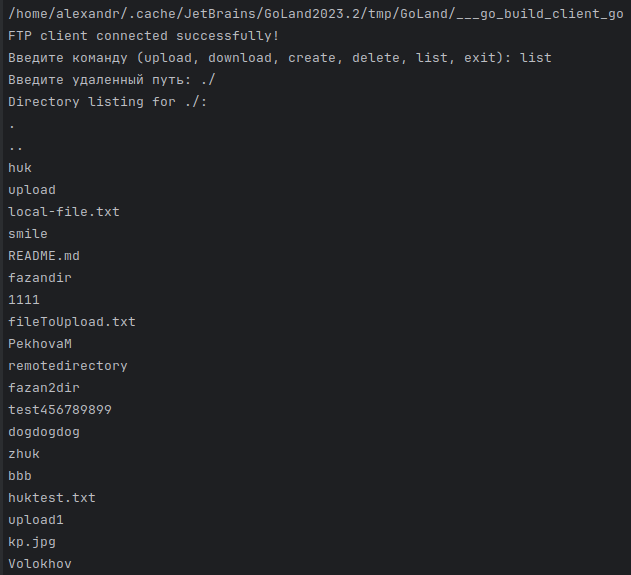 /home/alexandr/.cache/JetBrains/GoLand2023.2/tmp/GoLand/___go_build_client_go
FTP client connected successfully!
Введите команду (upload, download, create, delete, list, exit): list
Введите удаленный путь: ./
Directory listing for ./:
.
..
huk
upload
local-file.txt
smile
README.md
fazandir
1111
fileToUpload.txt
PekhovaM
remotedirectory
fazan2dir
test456789899
dogdogdog
zhuk
bbb
huktest.txt
upload1
kp.jpg
Volokhov